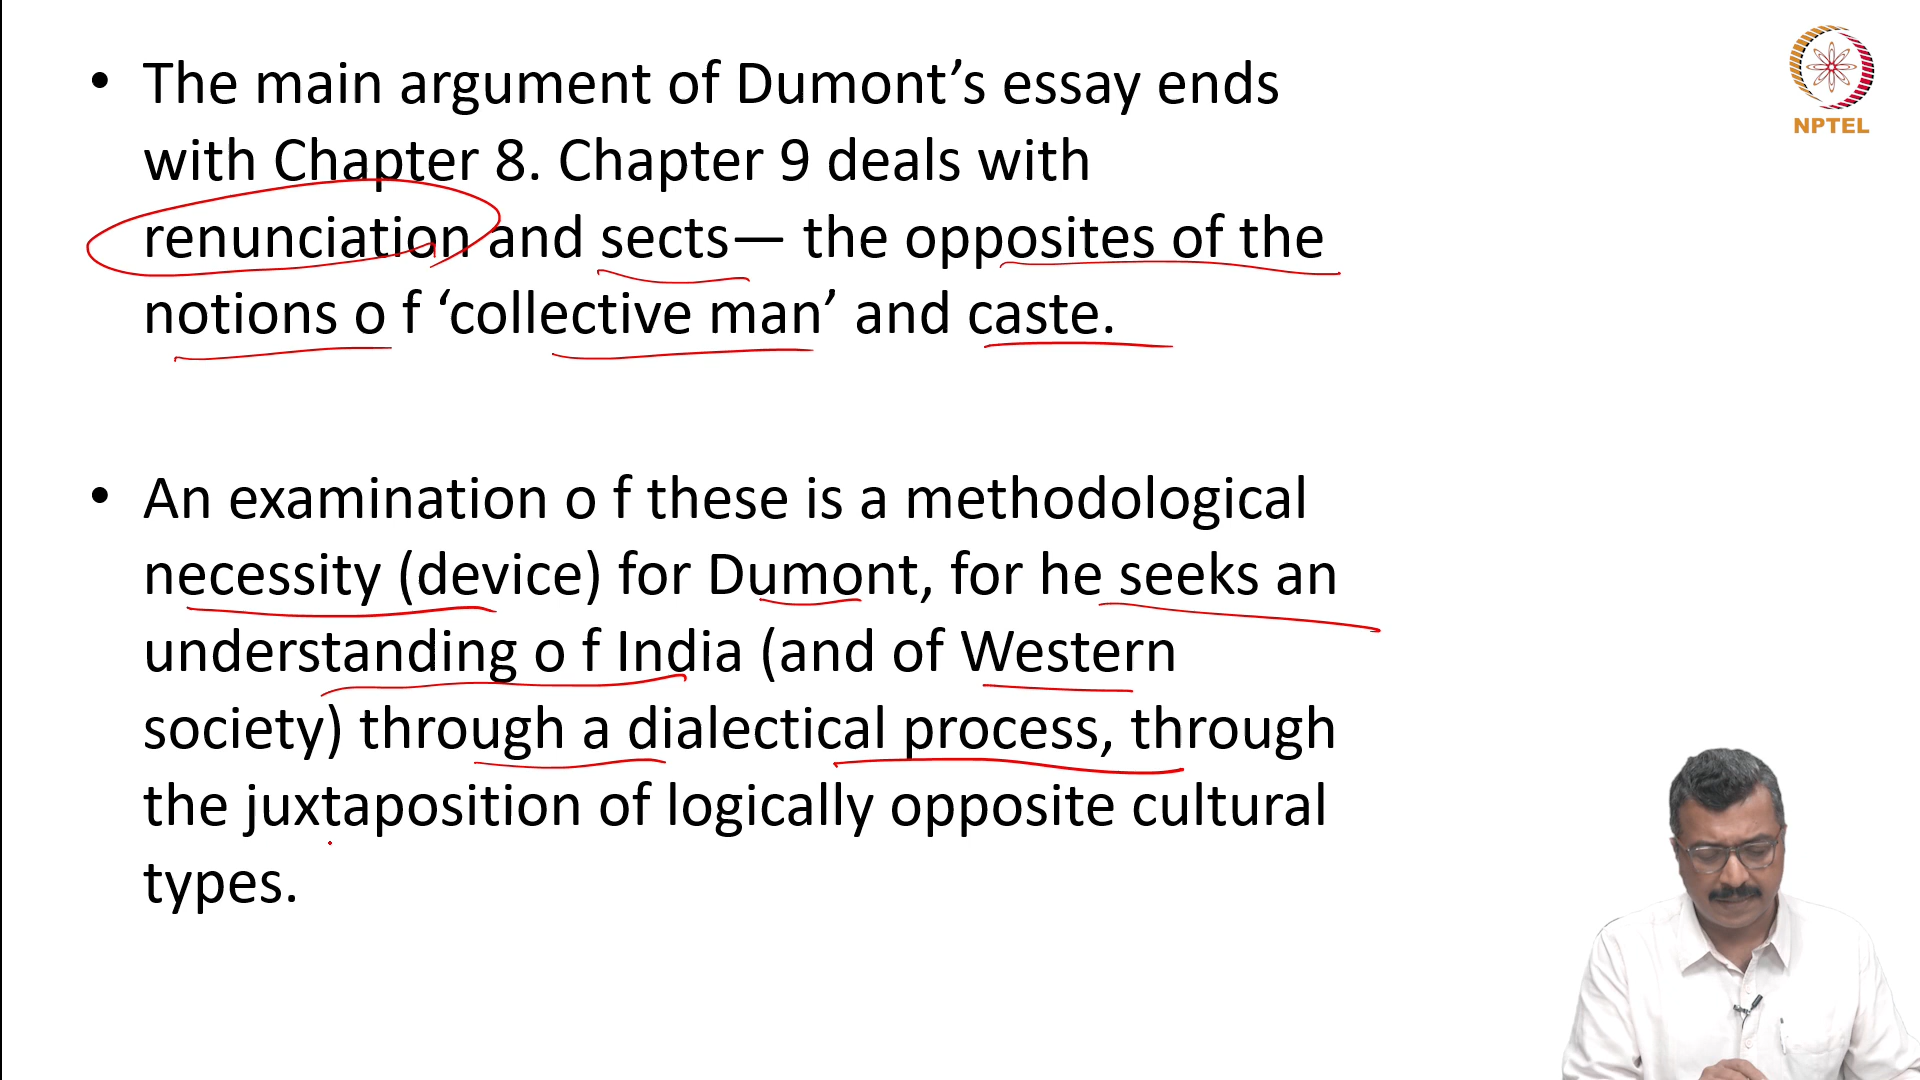 • The main argument of Dumont’s essay ends
with Chapter 8. Chapter 9 deals with
renunciation and sects— the opposites of the
notions o f ‘collective man’ and caste.
• An examination o f these is a methodological
necessity (device) for Dumont, for he seeks an
understanding o f India (and of Western
society) through a dialectical process, through
the juxtaposition of logically opposite cultural
types.
NPTEL